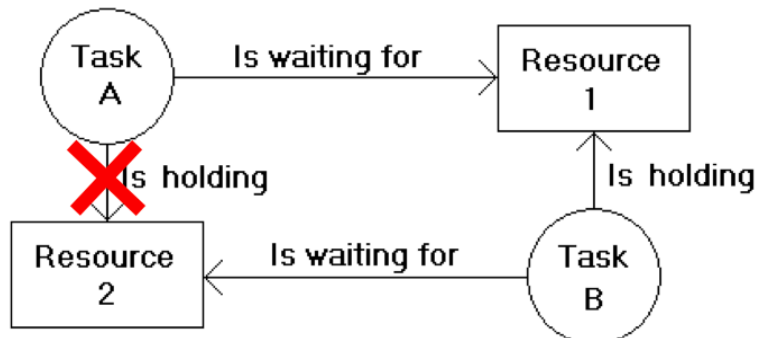 Task
A
Is waiting for
Resource
1
Is holding
Is holding
Resource
2
Is waiting for
Task
B